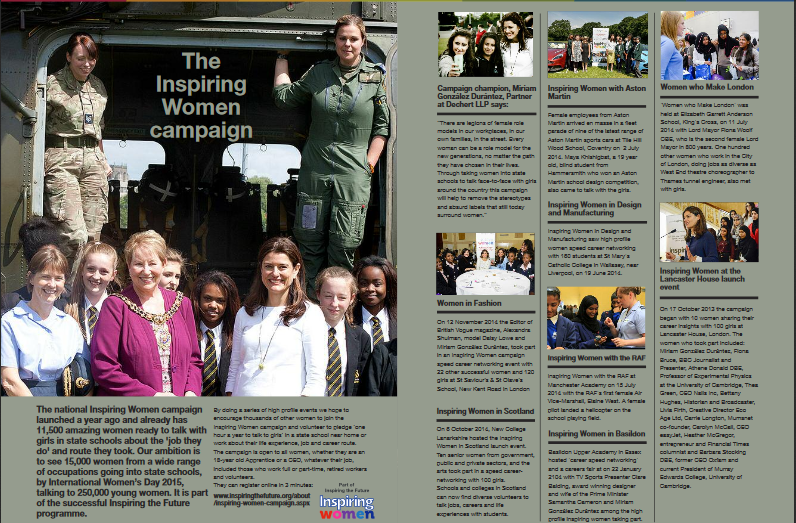 The
Inspiring
Women
campaign
The national Inspiring Women campaign
launched a year ago and already has
11,500 amazing women ready to talk with
girls in state schools about the 'job they
do' and route they took. Our ambition is
to see 15,000 women from a wide range
of occupations going into state schools,
by International Women's Day 2015,
talking to 250,000 young women. It is part
of the successful Inspiring the Future
programme.
By doing a series of high profile events we hope to
encourage thousands of other women to join the
Inspiring Women campaign and volunteer to pledge 'one
hour a year to talk to girls' in a state school near home or
work about their life experience, job and career route.
The campaign is open to all women, whether they are an
18-year old Apprentice or a CEO, whatever their job,
included those who work full or part-time, retired workers
and volunteers.
They can register online in 3 minutes:
www.inspiringthefuture.org/about
/inspiring-women-campaign.aspx
Part of
Inspiring the Future
Inspiring
women
Campaign champion, Miriam
González Durántez, Partner
at Dechert LLP says:
"There are legions of female role
models in our workplaces, in our
own families, in the street. Every
woman can be a role model for the
new generations, no matter the path
they have chosen in their lives.
Through taking women into state
schools to talk face-to-face with girls
around the country this campaign
will help to remove the stereotypes
and absurd labels that still today
surround women."
Women in Fashion
On 12 November 2014 the Editor of
British Vogue magazine, Alexandra
Shulman, model Daisy Lowe and
Miriam González Durántez, took part
in an Inspiring Women campaign
speed career networking event with
22 other successful women and 120
girls at St Saviour's & St Olave's
School, New Kent Road in London
Inspiring Women in Scotland
On 8 October 2014, New College
Lanarkshire hosted the Inspiring
Women in Scotland launch event.
Ten senior women from government,
public and private sectors, and the
arts took part in a speed career-
networking with 100 girls.
Schools and colleges in Scotland
can now find diverse volunteers to
talk jobs, careers and life
experiences with students.
Inspiring Women with Aston
Martin
Female employees from Aston
Martin arrived en masse in a fleet
parade of nine of the latest range of
Aston Martin sports cars at Tile Hill
Wood School, Coventry on 3 July
2014. Maya Khishigbat, a 19 year
old, blind student from
Hammersmith who won an Aston
Martin school design competition,
also came to talk with the girls.
Inspiring Women in Design
and Manufacturing
Inspiring Women in Design and
Manufacturing saw high profile
women speed career networking
with 180 students at St Mary's
Catholic College in Wallasey, near
Liverpool, on 19 June 2014.
Inspiring Women with the RAF
Inspiring Women with the RAF at
Manchester Academy on 15 July
2014 with the RAF's first female Air
Vice-Marshall, Elaine West. A female
pilot landed a helicopter on the
school playing field.
Inspiring Women in Basildon
Basildon Upper Academy in Essex
hosted career speed networking
and a careers fair at on 22 January
2014 with TV Sports Presenter Clare
Balding, award winning designer
and wife of the Prime Minister
Samantha Cameron and Miriam
González Durántez among the high
profile inspiring women taking part.
Women who Make London
'Women who Make London' was
held at Elizabeth Garrett Anderson
School, King's Cross, on 11 July
2014 with Lord Mayor Fiona Woolf
CBE, who is the second female Lord
Mayor in 800 years. One hundred
other women who work in the City
of London, doing jobs as diverse as
West End theatre choreographer to
Thames tunnel engineer, also met
with girls.
Inspiring Women at the
Lancaster House launch
event
On 17 October 2013 the campaign
began with 10 women sharing their
career insights with 100 girls at
Lancaster House, London. The
women who took part included:
Miriam González Durántez, Fiona
Bruce, BBC Journalist and
Presenter, Athene Donald DBE,
Professor of Experimental Physics
at the University of Cambridge, Thea
Green, CEO Nails Inc, Bettany
Hughes, Historian and Broadcaster,
Livia Firth, Creative Director Eco
Age Ltd, Carrie Longton, Mumsnet
co-founder, Carolyn McCall, CEO
easyJet, Heather McGregor,
entrepreneur and Financial Times
columnist and Barbara Stocking
DBE, former CEO Oxfam and
current President of Murray
Edwards College, University of
Cambridge.